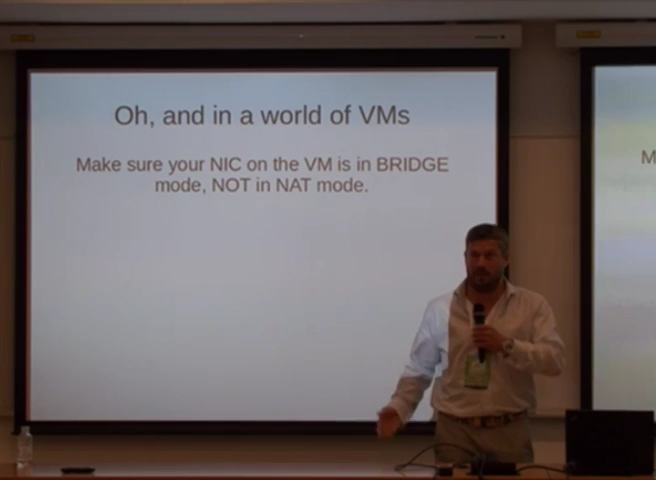 Oh, and in a world of VMs
Make sure your NIC on the VM is in BRIDGE
mode, NOT in NAT mode.
M